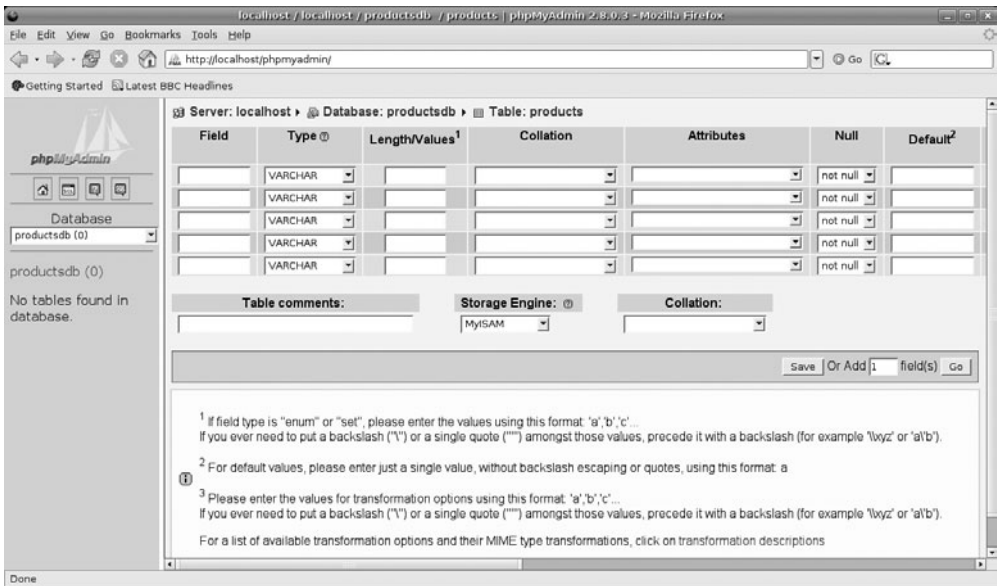 localhost / localhost / productsdb / products | phpMyAdmin 2.8.0.3 - Mozilla Firefox
File Edit View Go Bookmarks Tools Help
http://localhost/phpmyadmin/
Go
Getting Started Latest BBC Headlines
phpMyAdmin
Database
productsdb (0)
productsdb (0)
No tables found in
database.
Server: localhost Database: productsdb Table: products
Field Type Length/Values1 Collation Attributes Null Default2
VARCHAR not null
VARCHAR not null
VARCHAR not null
VARCHAR not null
VARCHAR not null
Table comments: Storage Engine: Collation:
MyISAM
Save Or Add 1 field(s) Go
1 If field type is "enum" or "set", please enter the values using this format: 'a','b','c'...
If you ever need to put a backslash ("\") or a single quote ("'") amongst those values, precede it with a backslash (for example '\\xyz' or 'a\'b').
2 For default values, please enter just a single value, without backslash escaping or quotes, using this format: a
3 Please enter the values for transformation options using this format: 'a','b','c'...
If you ever need to put a backslash ("\") or a single quote ("'") amongst those values, precede it with a backslash (for example '\\xyz' or 'a\'b').
For a list of available transformation options and their MIME type transformations, click on transformation descriptions
Done